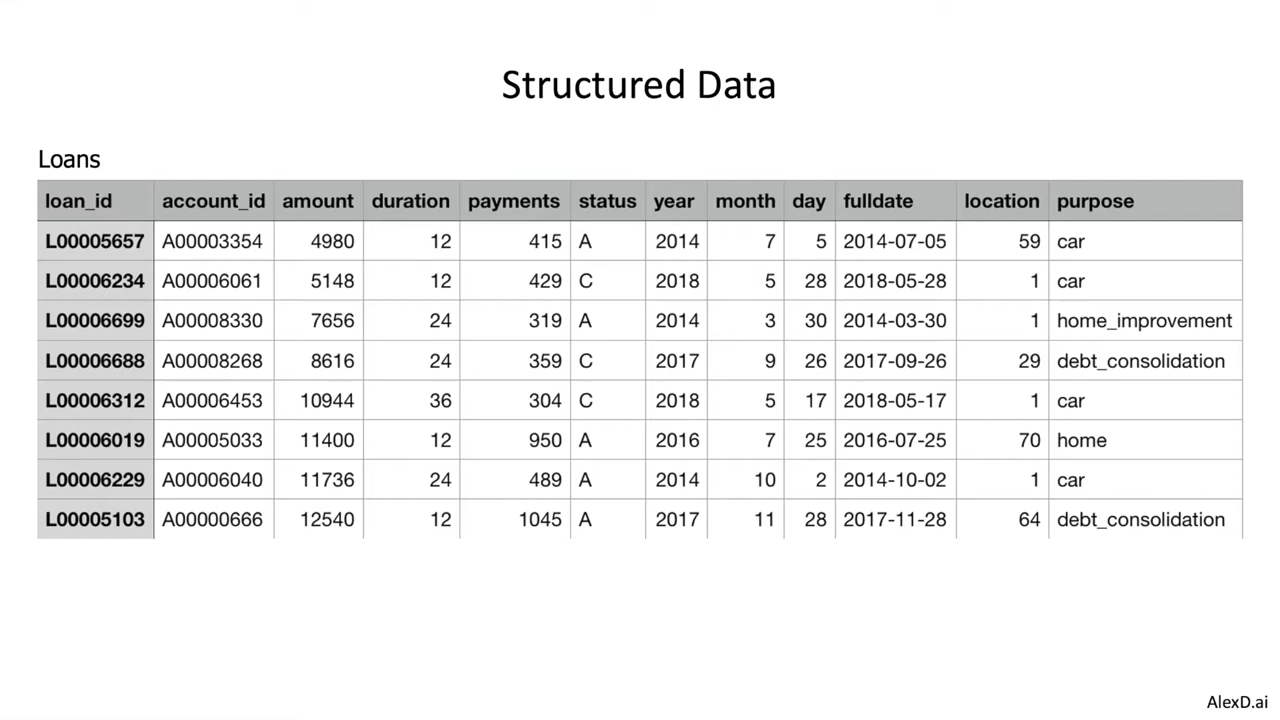 Structured Data
Loans
loan_id account_id amount duration payments status year month day fulldate location purpose
L00005657 A00003354 4980 12 415 A 2014 7 5 2014-07-05 59 car
L00006234 A00006061 5148 12 429 C 2018 5 28 2018-05-28 1 car
L00006699 A00008330 7656 24 319 A 2014 3 30 2014-03-30 1 home_improvement
L00006688 A00008268 8616 24 359 C 2017 9 26 2017-09-26 29 debt_consolidation
L00006312 A00006453 10944 36 304 C 2018 5 17 2018-05-17 1 car
L00006019 A00005033 11400 12 950 A 2016 7 25 2016-07-25 70 home
L00006229 A00006040 11736 24 489 A 2014 10 2 2014-10-02 1 car
L00005103 A00000666 12540 12 1045 A 2017 11 28 2017-11-28 64 debt_consolidation
AlexD.ai